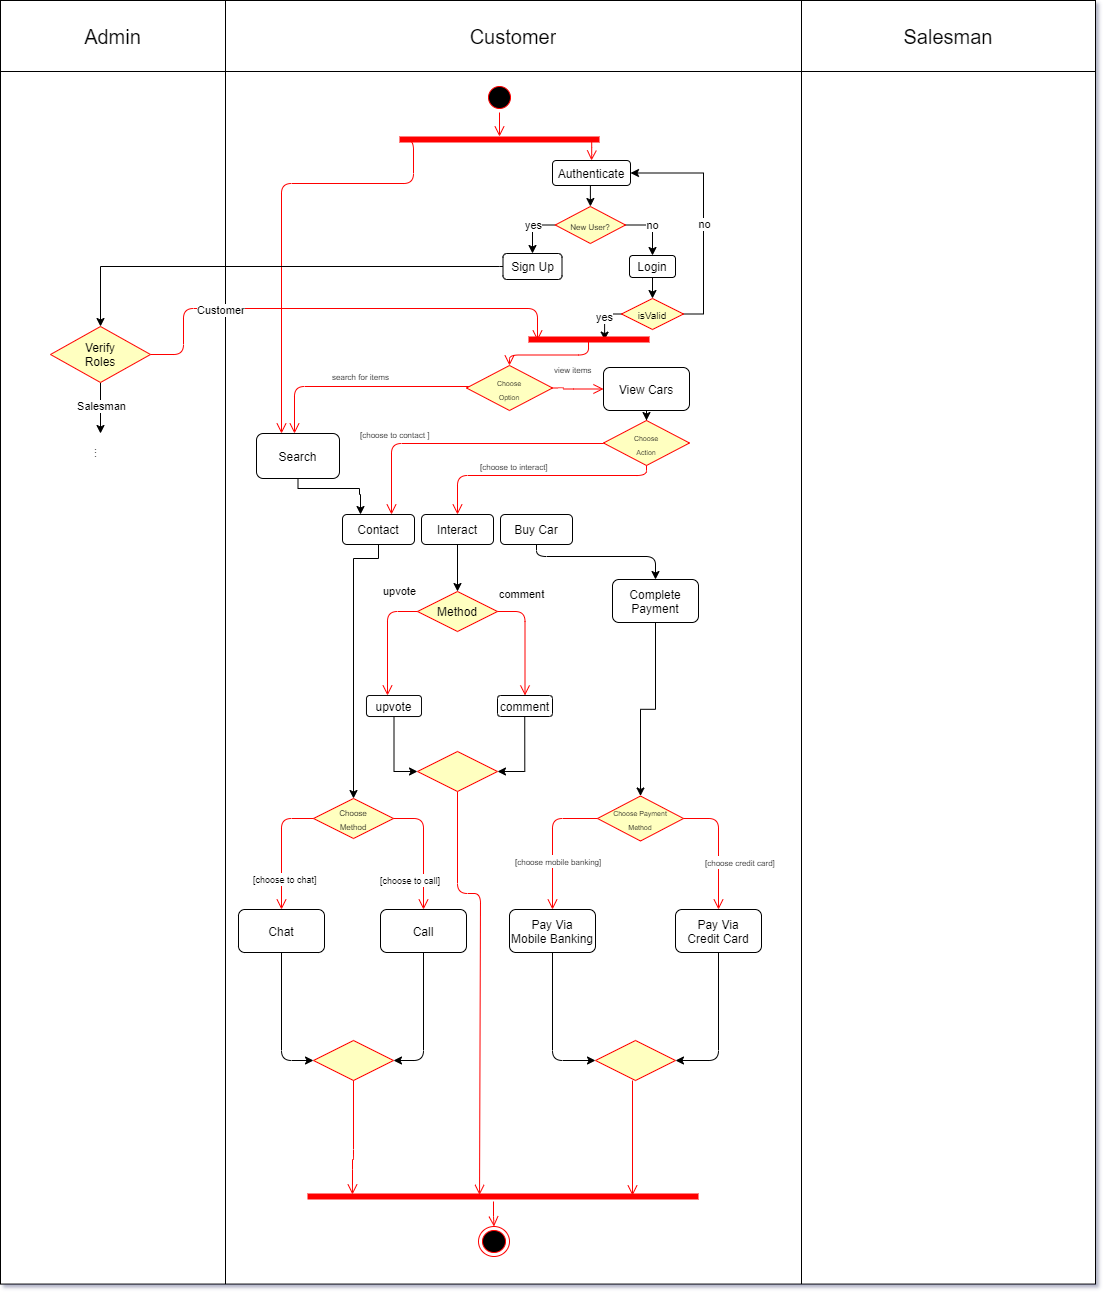 Admin
Customer
Salesman
Authenticate
New User?
yes
no
no
Sign Up
Login
isValid
yes
Customer
Verify
Roles
Salesman
⋮
search for items
Choose
Option
view items
View Cars
[choose to contact ]
Choose
Action
Search
[choose to interact]
Contact
Interact
Buy Car
upvote
comment
Method
Complete
Payment
upvote
comment
Choose
Method
Choose Payment
Method
[choose to chat]
[choose to call]
[choose mobile banking]
[choose credit card]
Chat
Call
Pay Via
Mobile Banking
Pay Via
Credit Card